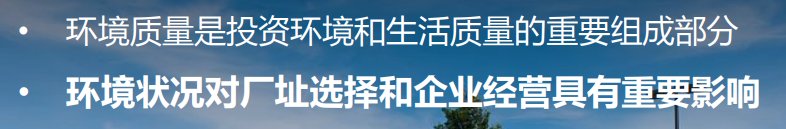 • 环境质量是投资环境和生活质量的重要组成部分
• 环境状况对厂址选择和企业经营具有重要影响